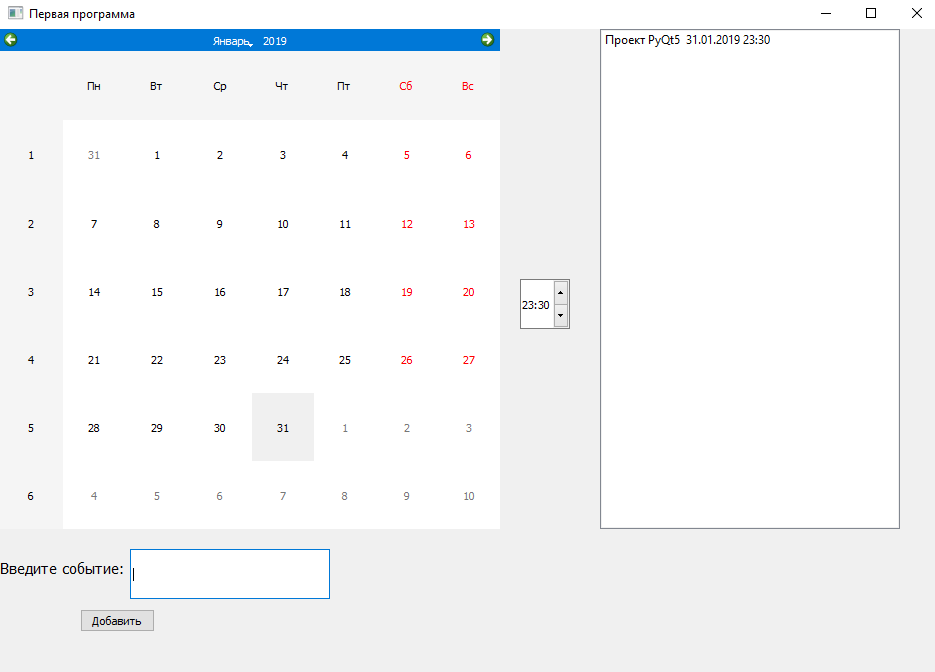 Первая программа
Январь, 2019
Проект PyQt5 31.01.2019 23:30
Пн Вт Ср Чт Пт Сб Вс
1 31 1 2 3 4 5 6
2 7 8 9 10 11 12 13
3 14 15 16 17 18 19 20
23:30
4 21 22 23 24 25 26 27
5 28 29 30 31 1 2 3
6 4 5 6 7 8 9 10
Введите событие:
Добавить